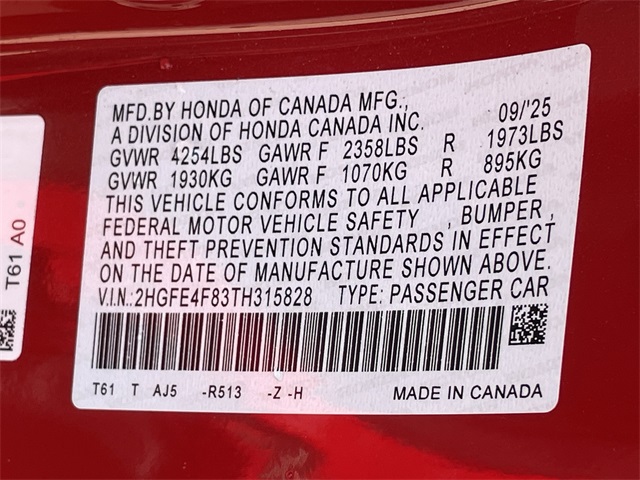 MFD.BY HONDA OF CANADA MFG., 09/'25
A DIVISION OF HONDA CANADA INC.
GVWR 4254LBS GAWR F 2358LBS R 1973LBS
GVWR 1930KG GAWR F 1070KG R 895KG
THIS VEHICLE CONFORMS TO ALL APPLICABLE
FEDERAL MOTOR VEHICLE SAFETY , BUMPER ,
AND THEFT PREVENTION STANDARDS IN EFFECT
ON THE DATE OF MANUFACTURE SHOWN ABOVE.
V.I.N.:2HGFE4F83TH315828 TYPE: PASSENGER CAR
T61 T AJ5 -R513 -Z -H MADE IN CANADA
T61 A0